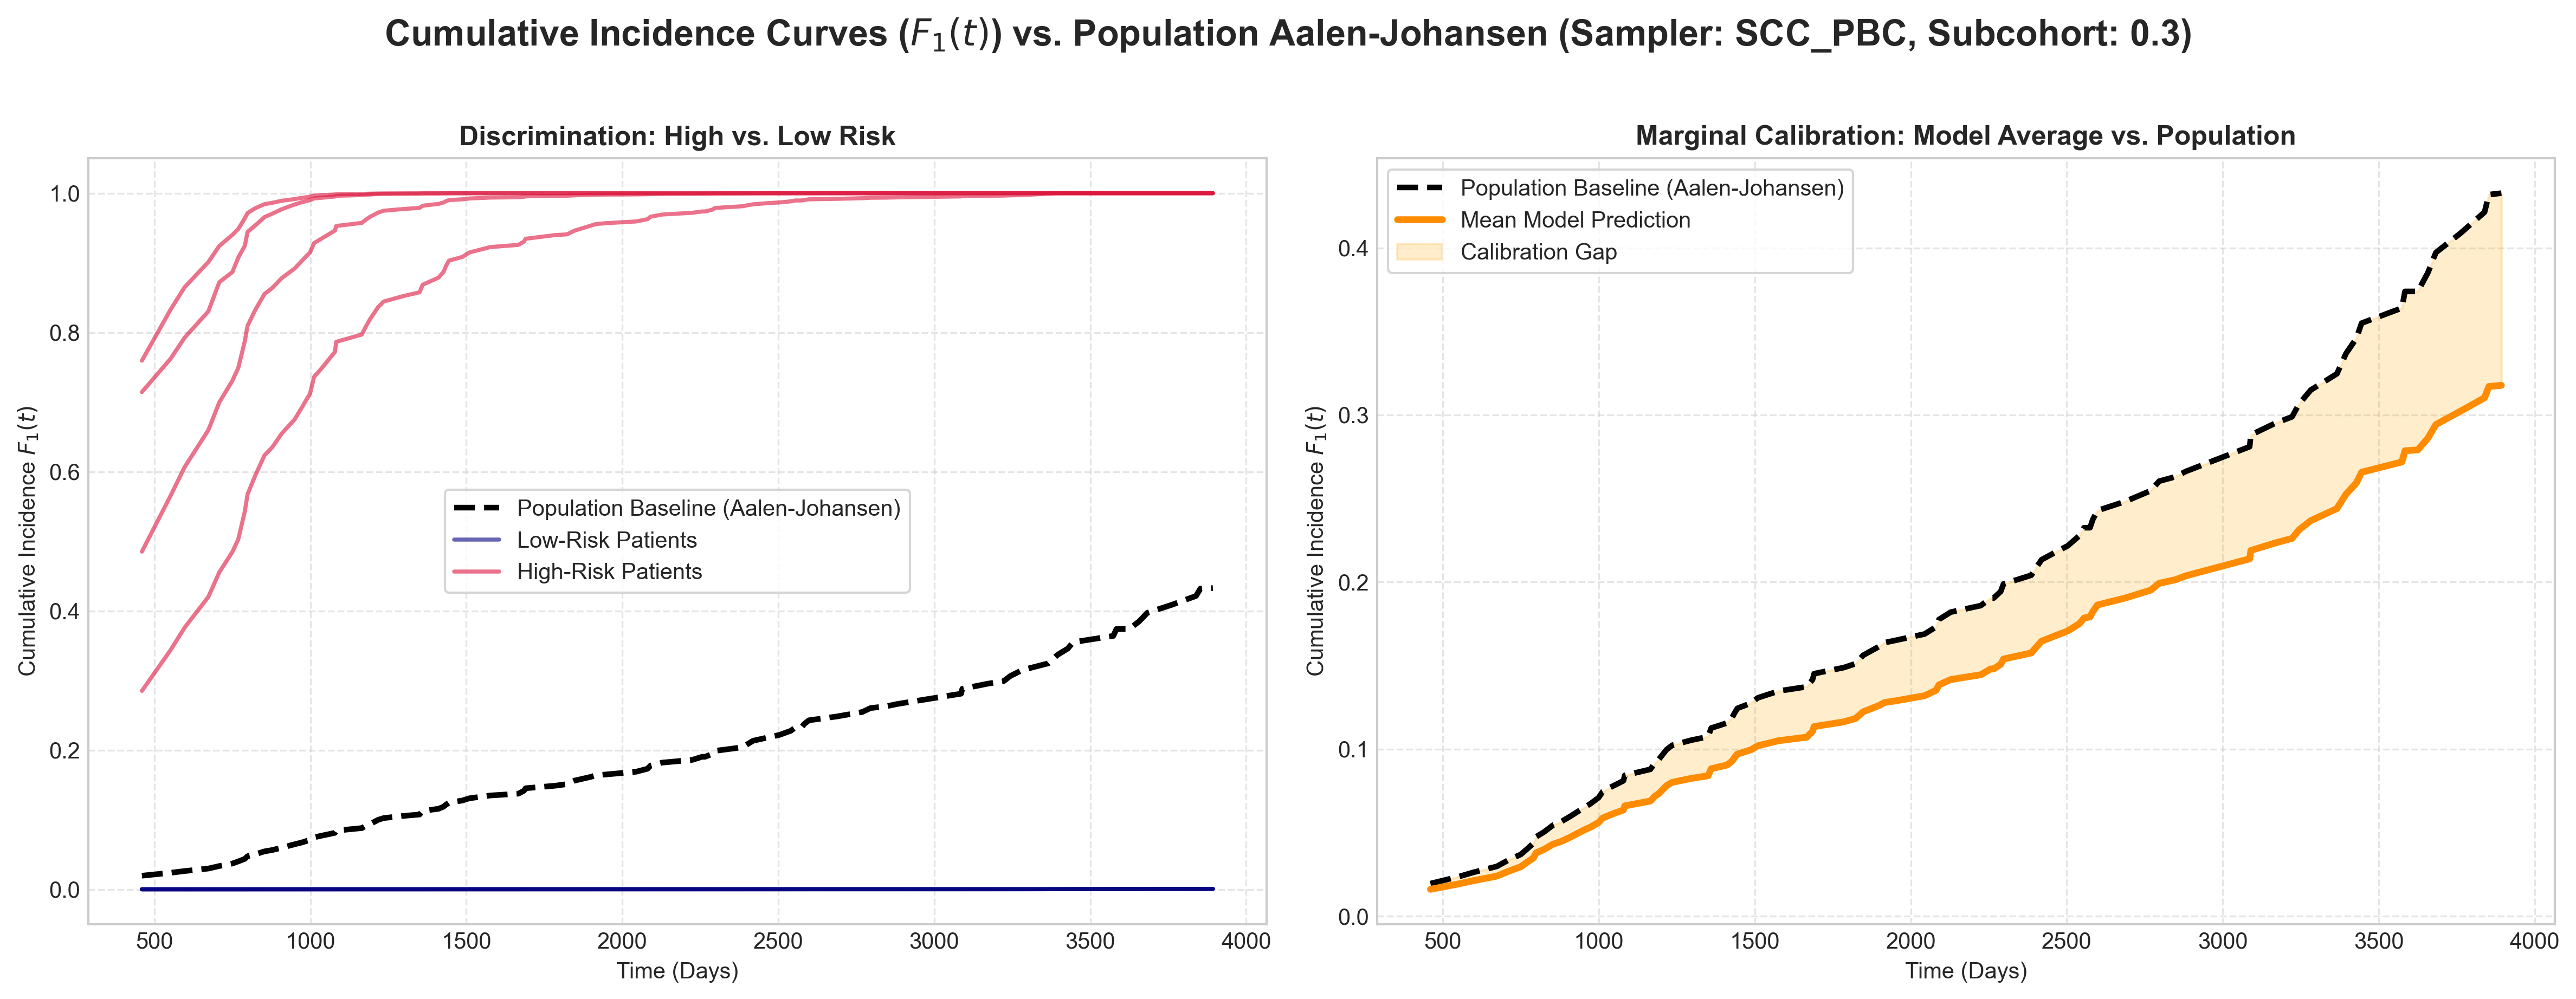 Cumulative Incidence Curves (F₁(t)) vs. Population Aalen-Johansen (Sampler: SCC_PBC, Subcohort: 0.3)
Discrimination: High vs. Low Risk
Cumulative Incidence F₁(t)
1.0
0.8
0.6
0.4
0.2
0.0
Population Baseline (Aalen-Johansen)
Low-Risk Patients
High-Risk Patients
500 1000 1500 2000 2500 3000 3500 4000
Time (Days)
Marginal Calibration: Model Average vs. Population
Cumulative Incidence F₁(t)
Population Baseline (Aalen-Johansen)
Mean Model Prediction
Calibration Gap
0.4
0.3
0.2
0.1
0.0
500 1000 1500 2000 2500 3000 3500 4000
Time (Days)